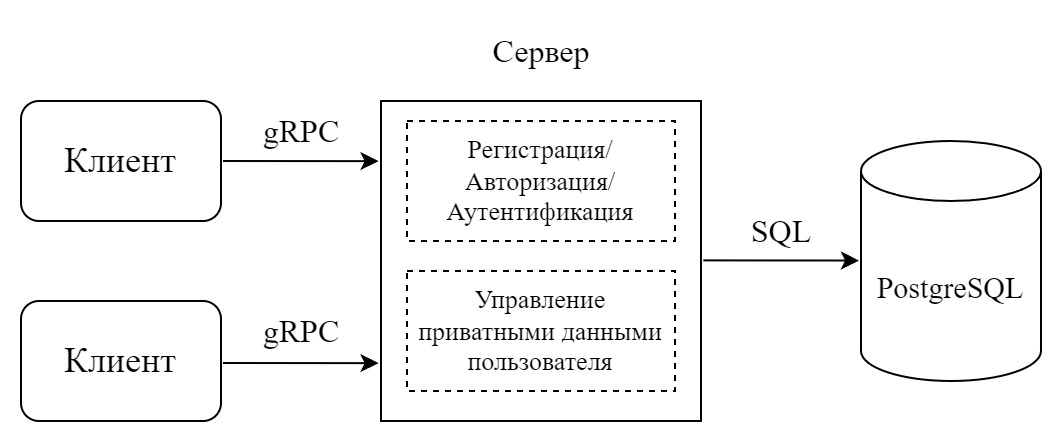 Сервер
Клиент
gRPC
Регистрация/
Авторизация/
Аутентификация
SQL
PostgreSQL
Клиент
gRPC
Управление
приватными данными
пользователя